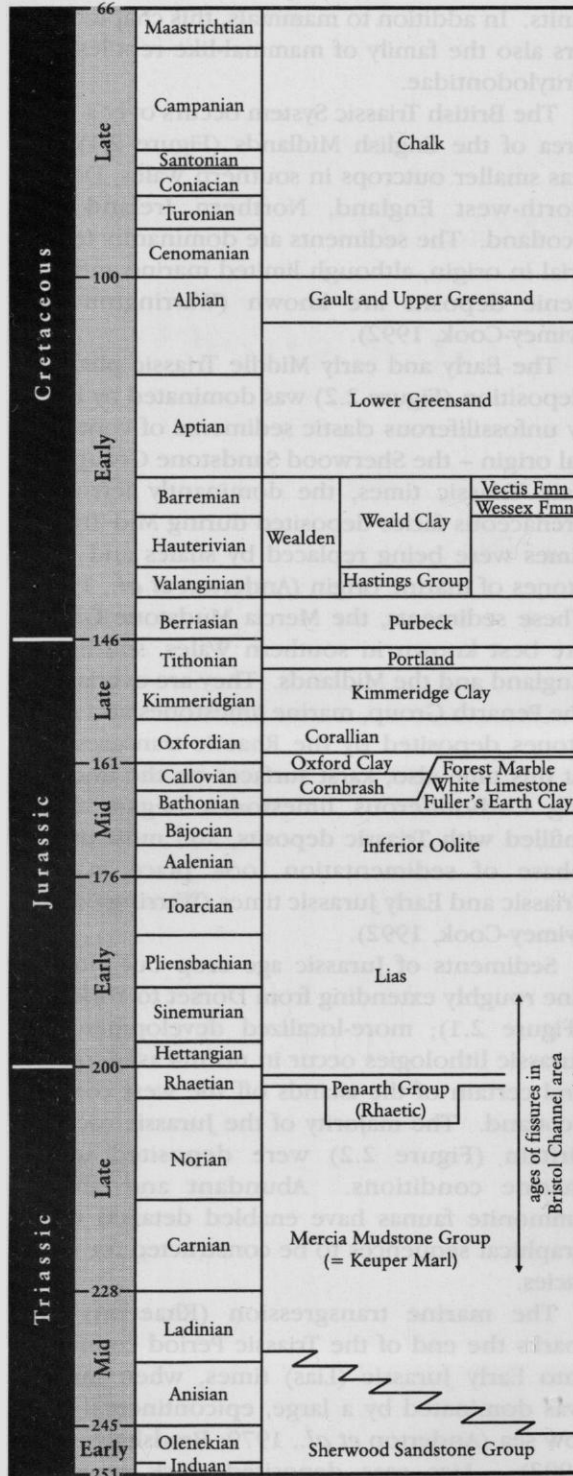 66
Maastrichtian
Campanian
Chalk
Late
Santonian
Coniacian
Turonian
Cenomanian
100
Cretaceous
Albian
Gault and Upper Greensand
Lower Greensand
Early
Aptian
Barremian
Vectis Fmn
Wessex Fmn
Weald Clay
Hauterivian
Wealden
Valanginian
Hastings Group
Berriasian
Purbeck
146
Tithonian
Portland
Late
Kimmeridgian
Kimmeridge Clay
Oxfordian
Corallian
161
Oxford Clay
Forest Marble
Callovian
Cornbrash
White Limestone
Mid
Bathonian
Fuller's Earth Clay
Jurassic
Bajocian
Inferior Oolite
Aalenian
176
Toarcian
Early
Pliensbachian
Lias
Sinemurian
Hettangian
200
Rhaetian
Penarth Group
(Rhaetic)
ages of fissures in
Bristol Channel area
Late
Norian
Triassic
Carnian
Mercia Mudstone Group
(= Keuper Marl)
228
Ladinian
Mid
Anisian
245
Early
Olenekian
Sherwood Sandstone Group
Induan
251